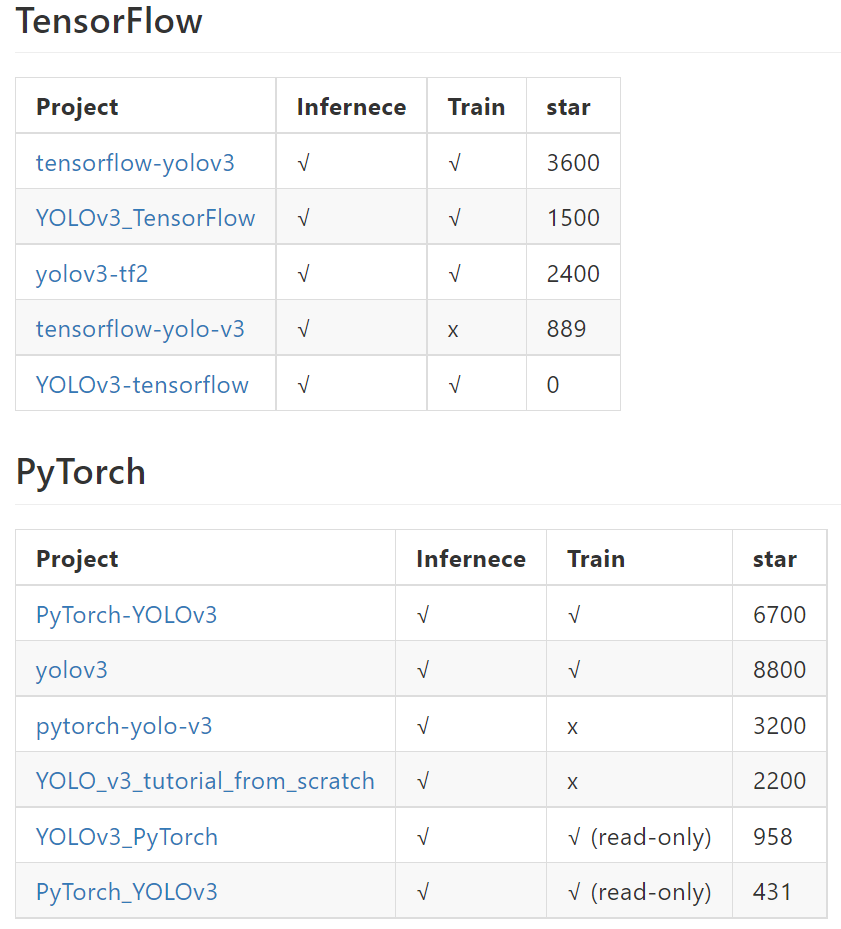 TensorFlow
Project Infernece Train star
tensorflow-yolov3 √ √ 3600
YOLOv3_TensorFlow √ √ 1500
yolov3-tf2 √ √ 2400
tensorflow-yolo-v3 √ x 889
YOLOv3-tensorflow √ √ 0
PyTorch
Project Infernece Train star
PyTorch-YOLOv3 √ √ 6700
yolov3 √ √ 8800
pytorch-yolo-v3 √ x 3200
YOLO_v3_tutorial_from_scratch √ x 2200
YOLOv3_PyTorch √ √ (read-only) 958
PyTorch_YOLOv3 √ √ (read-only) 431